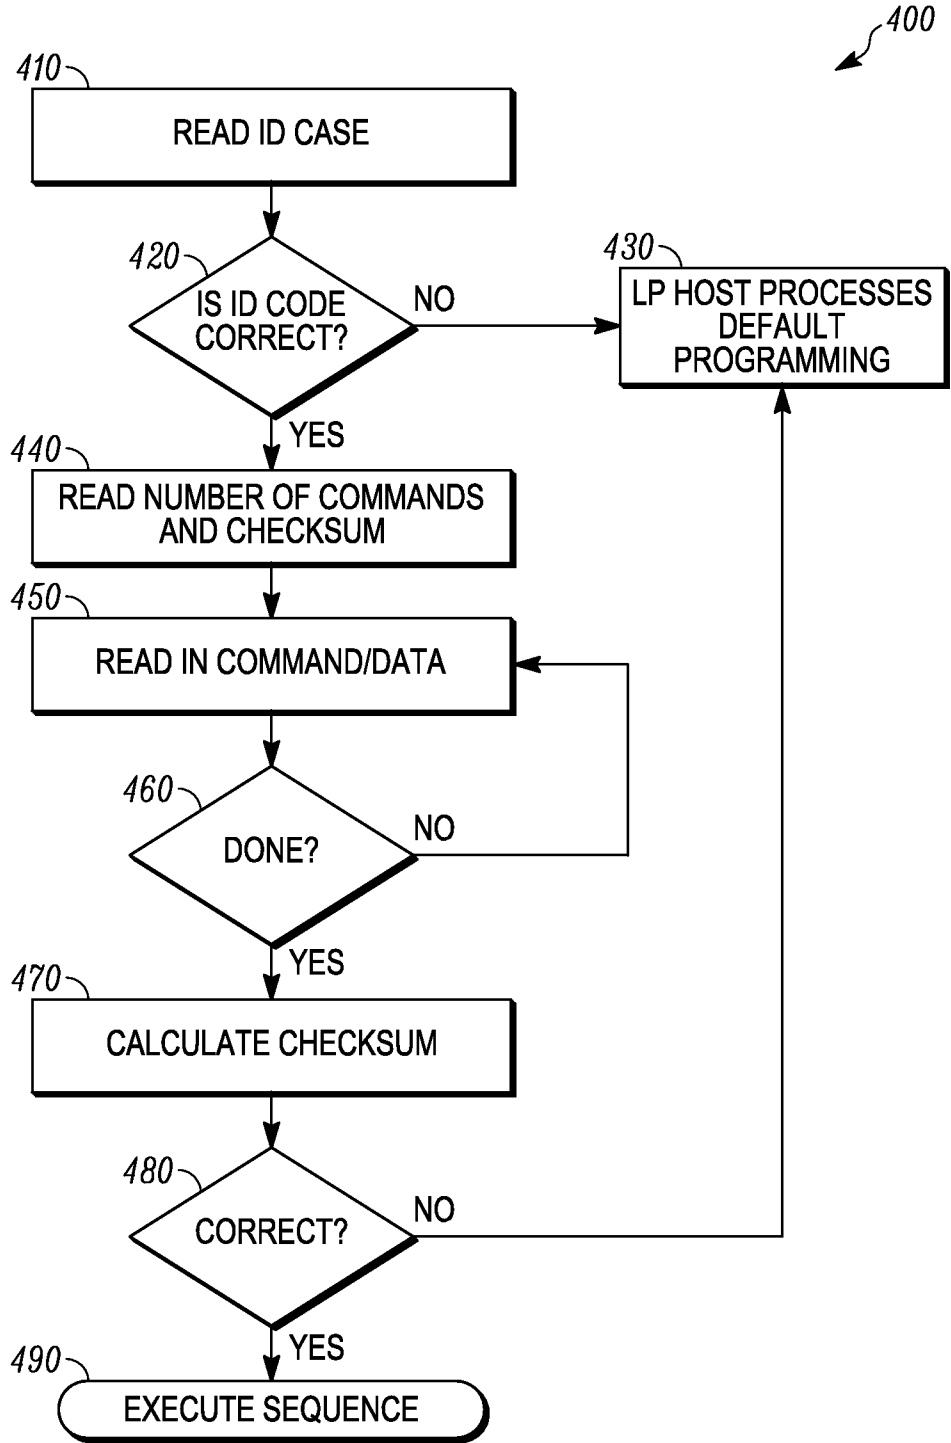 400
410
READ ID CASE
420
IS ID CODE
CORRECT?
NO
430
LP HOST PROCESSES
DEFAULT
PROGRAMMING
YES
440
READ NUMBER OF COMMANDS
AND CHECKSUM
450
READ IN COMMAND/DATA
460
DONE?
NO
YES
470
CALCULATE CHECKSUM
480
CORRECT?
NO
YES
490
EXECUTE SEQUENCE